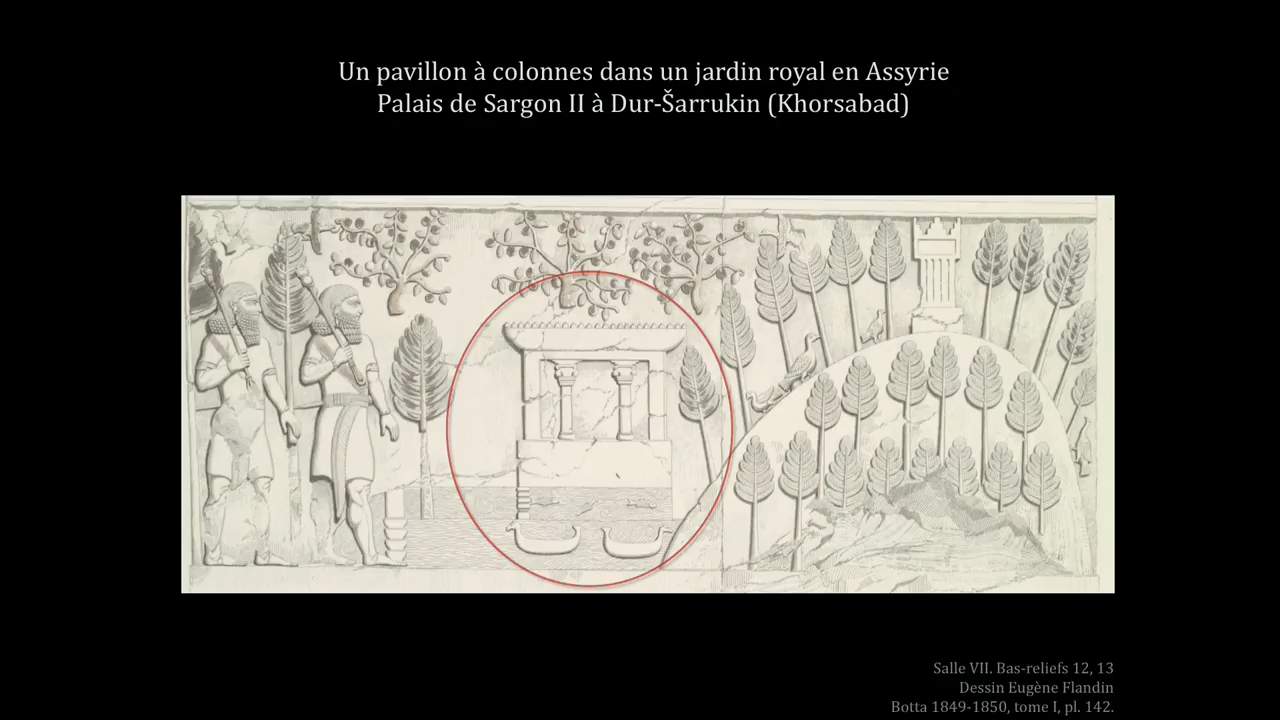 Un pavillon à colonnes dans un jardin royal en Assyrie
Palais de Sargon II à Dur-Šarrukin (Khorsabad)
Salle VII. Bas-reliefs 12, 13
Dessin Eugène Flandin
Botta 1849-1850, tome I, pl. 142.